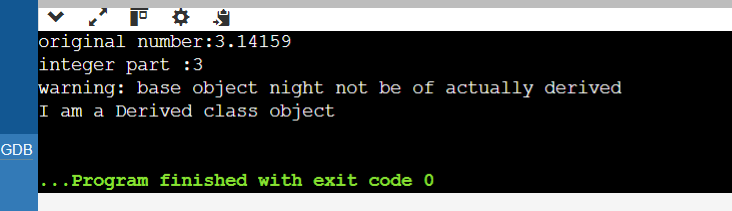 original number:3.14159
integer part :3
warning: base object night not be of actually derived
I am a Derived class object
GDB
...Program finished with exit code 0